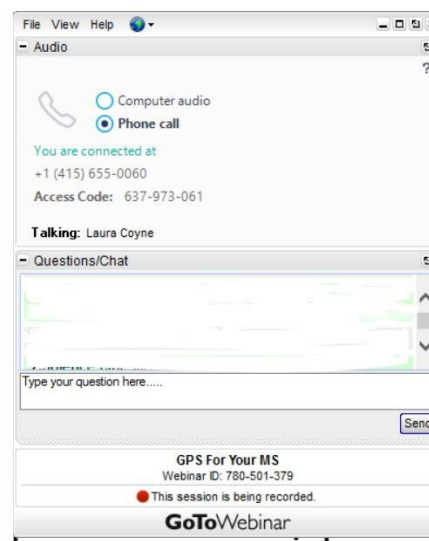 File View Help
Audio
?
Computer audio
Phone call
You are connected at
+1 (415) 655-0060
Access Code: 637-973-061
Talking: Laura Coyne
Questions/Chat
Type your question here.....
Send
GPS For Your MS
Webinar ID: 780-501-379
This session is being recorded.
GoToWebinar